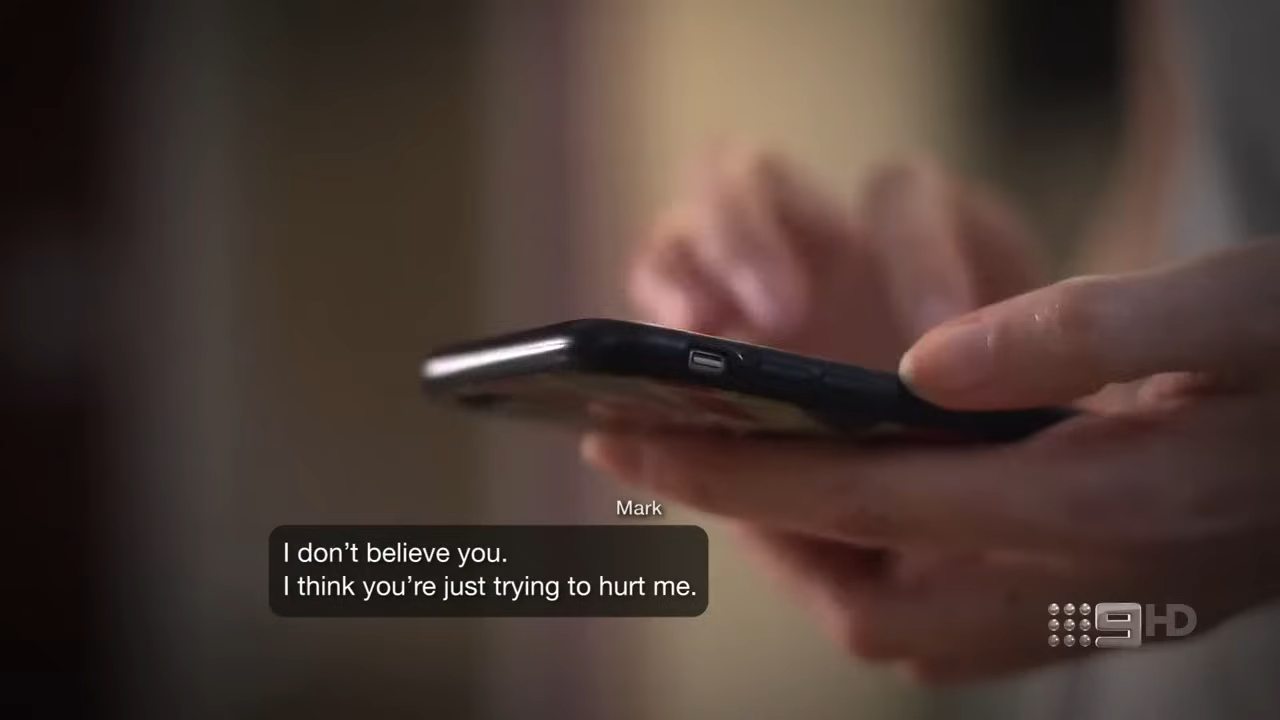 Mark
I don’t believe you.
I think you’re just trying to hurt me.
9HD